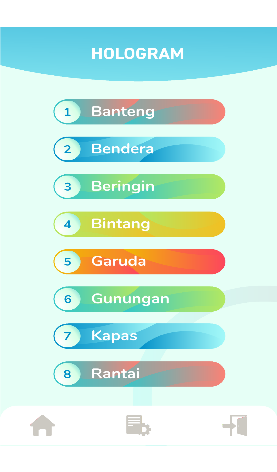 HOLOGRAM
1 Banteng
2 Bendera
3 Beringin
4 Bintang
5 Garuda
6 Gunungan
7 Kapas
8 Rantai